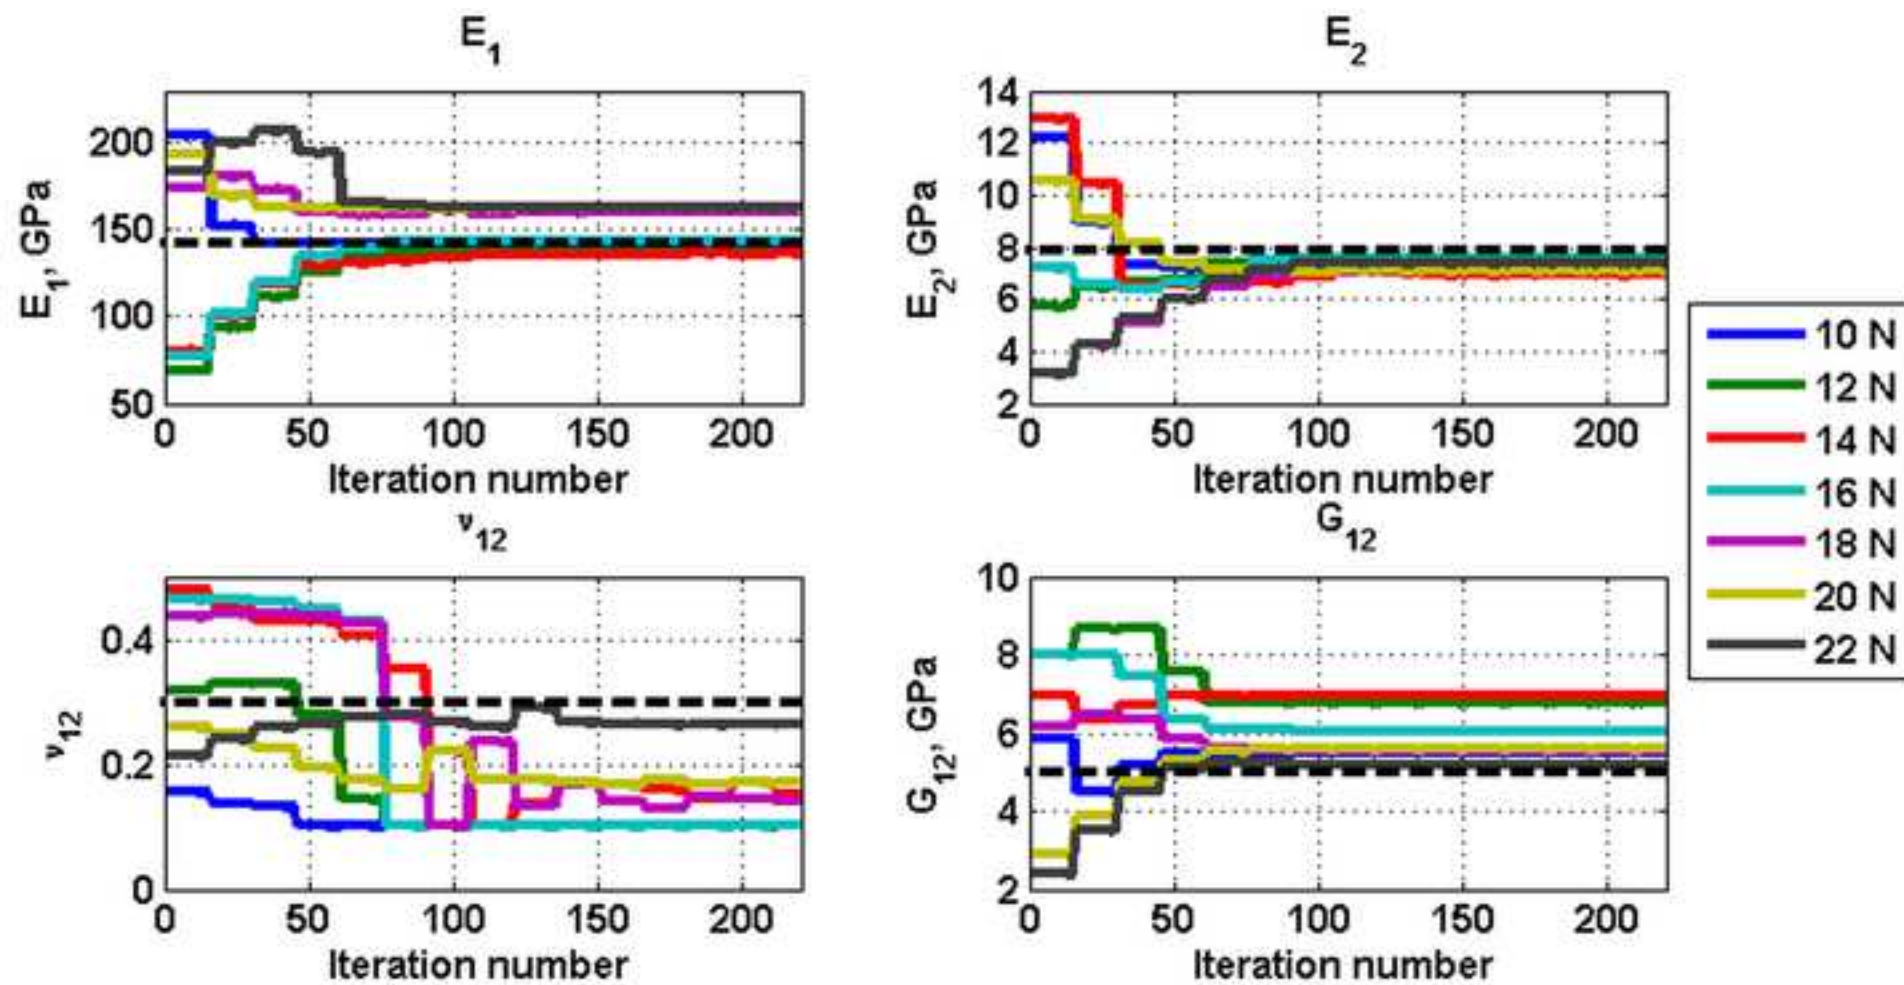 E1
E2
E1, GPa
200
150
100
50
0 50 100 150 200
Iteration number
E2, GPa
14
12
10
8
6
4
2
0 50 100 150 200
Iteration number
ν12
G12
ν12
0.4
0.2
0
0 50 100 150 200
Iteration number
G12, GPa
10
8
6
4
2
0 50 100 150 200
Iteration number
10 N
12 N
14 N
16 N
18 N
20 N
22 N